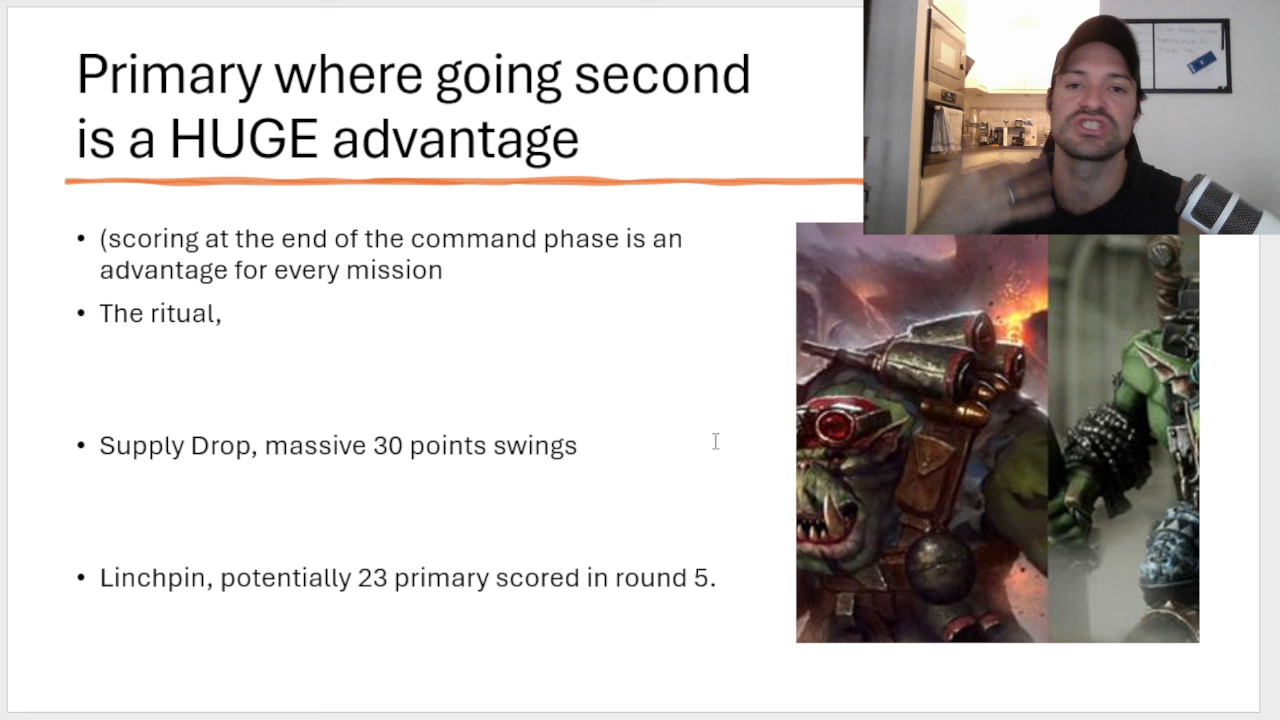 Primary where going second
is a HUGE advantage
• (scoring at the end of the command phase is an
advantage for every mission
• The ritual,
• Supply Drop, massive 30 points swings
• Linchpin, potentially 23 primary scored in round 5.